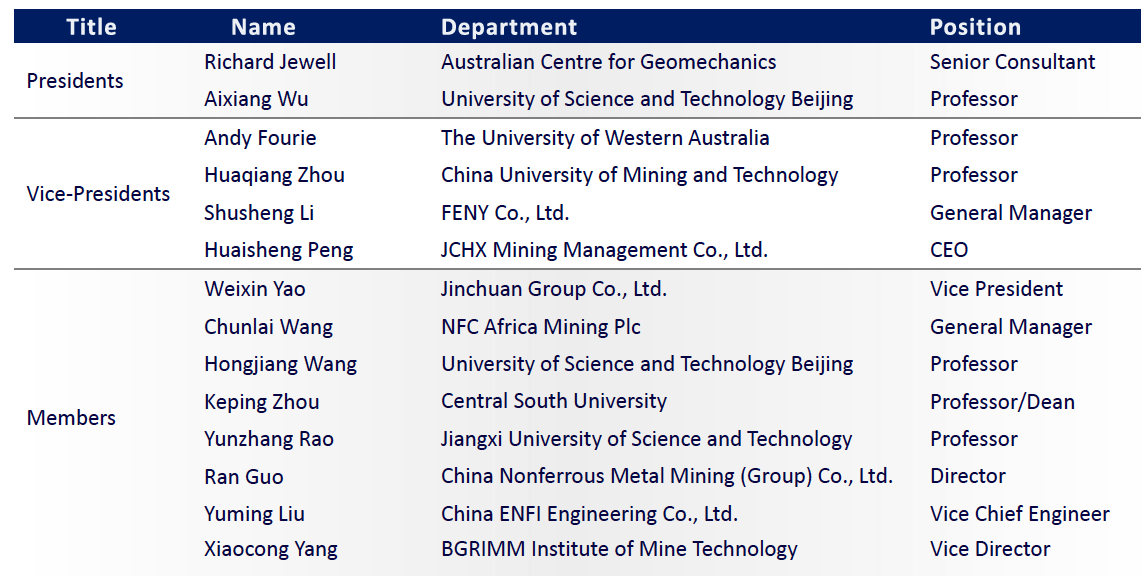 Title Name Department Position
Presidents
Richard Jewell Australian Centre for Geomechanics Senior Consultant
Aixiang Wu University of Science and Technology Beijing Professor
Vice-Presidents
Andy Fourie The University of Western Australia Professor
Huaqiang Zhou China University of Mining and Technology Professor
Shusheng Li FENY Co., Ltd. General Manager
Huaisheng Peng JCHX Mining Management Co., Ltd. CEO
Members
Weixin Yao Jinchuan Group Co., Ltd. Vice President
Chunlai Wang NFC Africa Mining Plc General Manager
Hongjiang Wang University of Science and Technology Beijing Professor
Keping Zhou Central South University Professor/Dean
Yunzhang Rao Jiangxi University of Science and Technology Professor
Ran Guo China Nonferrous Metal Mining (Group) Co., Ltd. Director
Yuming Liu China ENFI Engineering Co., Ltd. Vice Chief Engineer
Xiaocong Yang BGRIMM Institute of Mine Technology Vice Director